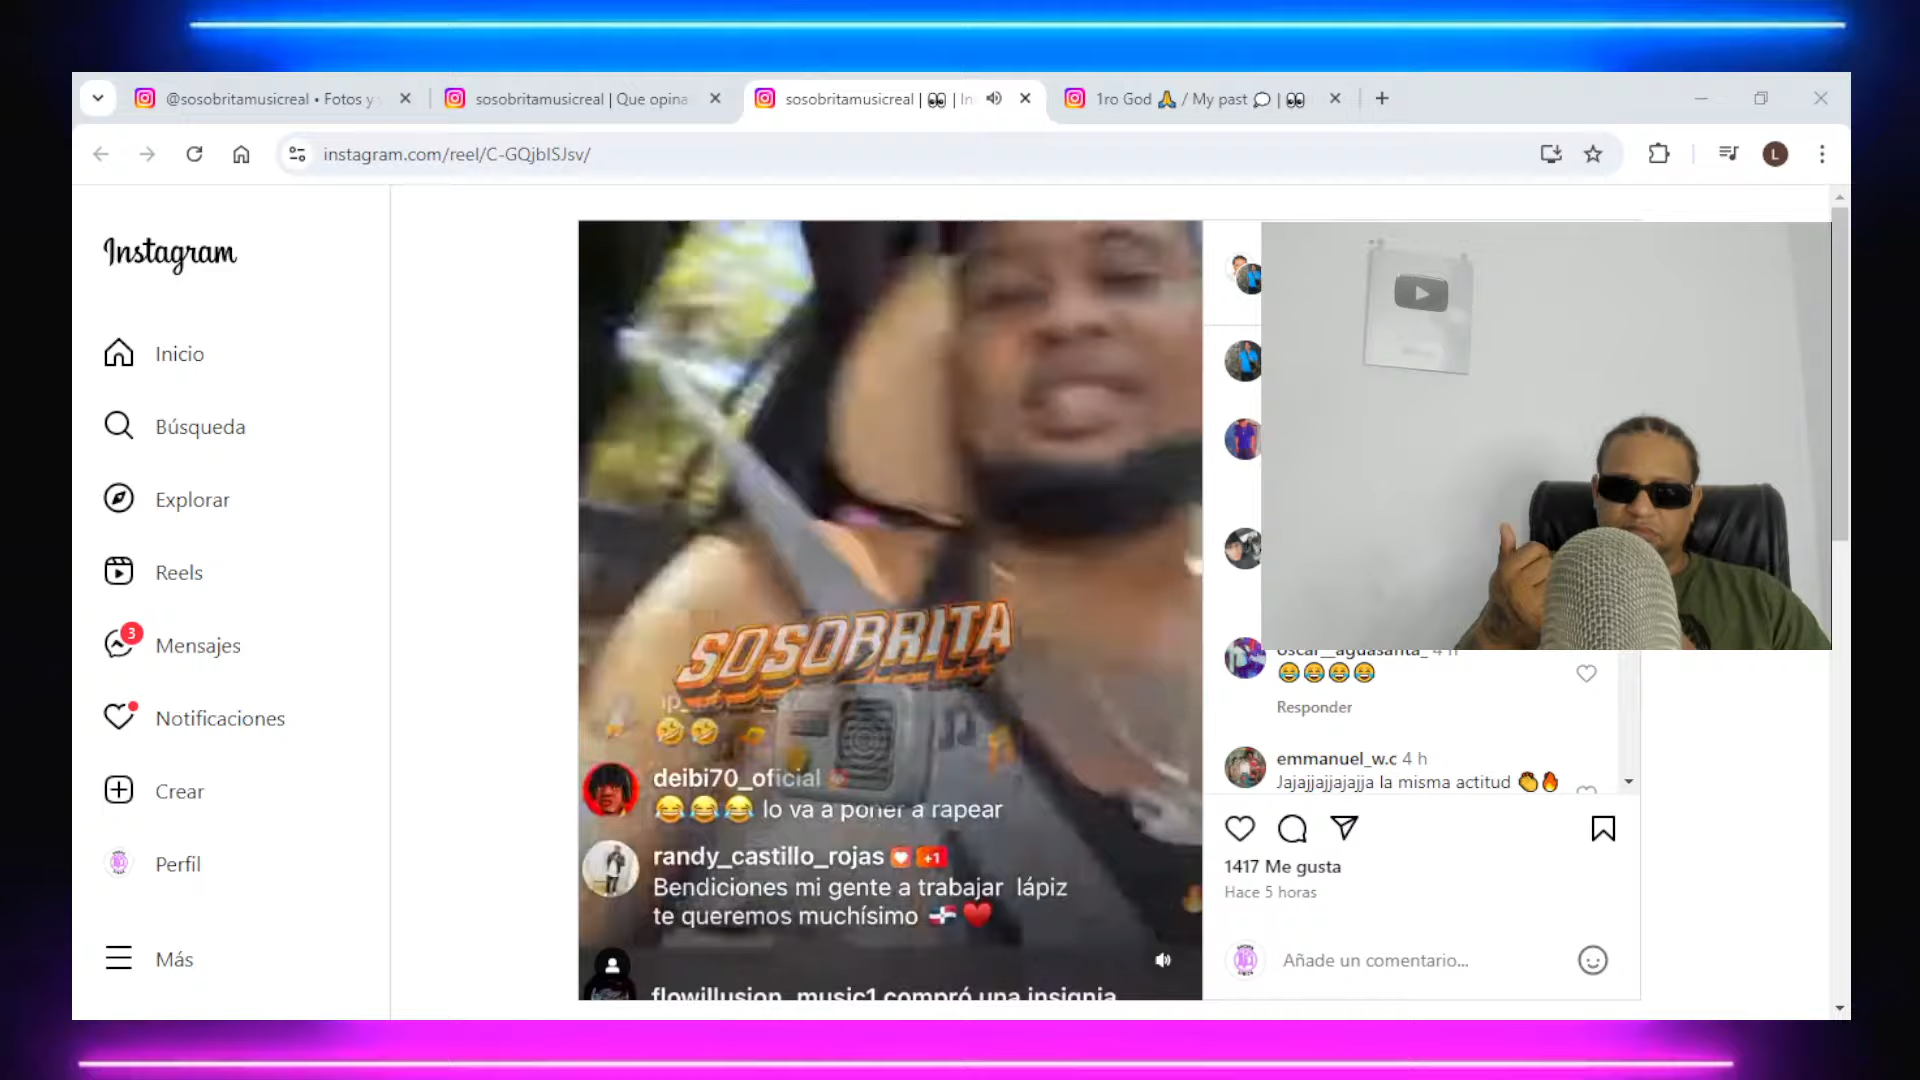 @sosobritamusicreal • Fotos y
sosobritamusicreal | Que opina
sosobritamusicreal | 👀 | In
1ro God 🙏 / My past 💭 | 👀
instagram.com/reel/C-GQjbISJsv/
L
Instagram
Inicio
Búsqueda
Explorar
Reels
3
Mensajes
Notificaciones
Crear
Perfil
Más
SOSOBRITA
🤣🤣
deibi70_oficial
😂😂😂 lo va a poner a rapear
randy_castillo_rojas +1
Bendiciones mi gente a trabajar lápiz
te queremos muchísimo 🇩🇴❤️
flowillusion_music1 compró una insignia
oscar__aguasanta_ 4 h
😂😂😂😂
Responder
emmanuel_w.c 4 h
Jajajjajjajajja la misma actitud 👏🔥
1417 Me gusta
Hace 5 horas
Añade un comentario...